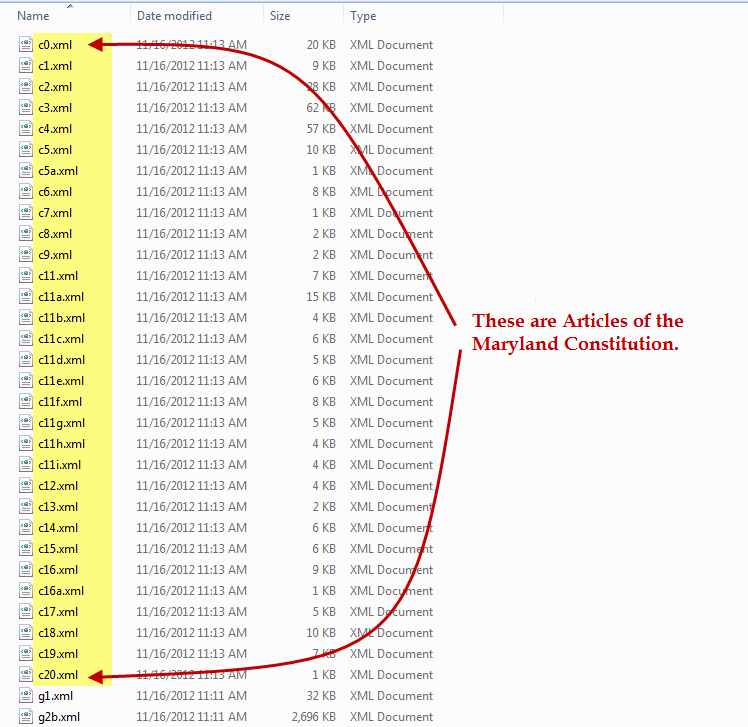 Name Date modified Size Type
c0.xml 11/16/2012 11:13 AM 20 KB XML Document
c1.xml 11/16/2012 11:13 AM 9 KB XML Document
c2.xml 11/16/2012 11:13 AM 28 KB XML Document
c3.xml 11/16/2012 11:13 AM 62 KB XML Document
c4.xml 11/16/2012 11:13 AM 57 KB XML Document
c5.xml 11/16/2012 11:13 AM 10 KB XML Document
c5a.xml 11/16/2012 11:13 AM 1 KB XML Document
c6.xml 11/16/2012 11:13 AM 8 KB XML Document
c7.xml 11/16/2012 11:13 AM 1 KB XML Document
c8.xml 11/16/2012 11:13 AM 2 KB XML Document
c9.xml 11/16/2012 11:13 AM 2 KB XML Document
c11.xml 11/16/2012 11:13 AM 7 KB XML Document
c11a.xml 11/16/2012 11:13 AM 15 KB XML Document
c11b.xml 11/16/2012 11:13 AM 4 KB XML Document
c11c.xml 11/16/2012 11:13 AM 6 KB XML Document
c11d.xml 11/16/2012 11:13 AM 5 KB XML Document
c11e.xml 11/16/2012 11:13 AM 6 KB XML Document
c11f.xml 11/16/2012 11:13 AM 8 KB XML Document
c11g.xml 11/16/2012 11:13 AM 5 KB XML Document
c11h.xml 11/16/2012 11:13 AM 4 KB XML Document
c11i.xml 11/16/2012 11:13 AM 4 KB XML Document
c12.xml 11/16/2012 11:13 AM 4 KB XML Document
c13.xml 11/16/2012 11:13 AM 2 KB XML Document
c14.xml 11/16/2012 11:13 AM 6 KB XML Document
c15.xml 11/16/2012 11:13 AM 6 KB XML Document
c16.xml 11/16/2012 11:13 AM 9 KB XML Document
c16a.xml 11/16/2012 11:13 AM 1 KB XML Document
c17.xml 11/16/2012 11:13 AM 5 KB XML Document
c18.xml 11/16/2012 11:13 AM 10 KB XML Document
c19.xml 11/16/2012 11:13 AM 7 KB XML Document
c20.xml 11/16/2012 11:13 AM 1 KB XML Document
g1.xml 11/16/2012 11:11 AM 32 KB XML Document
g2b.xml 11/16/2012 11:11 AM 2,696 KB XML Document
These are Articles of the
Maryland Constitution.